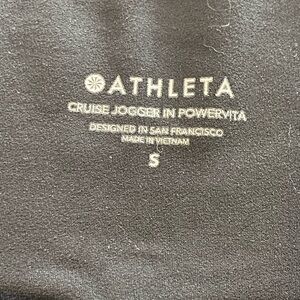 ATHLETA
CRUISE JOGGER IN POWERVITA
DESIGNED IN SAN FRANCISCO
MADE IN VIETNAM
S